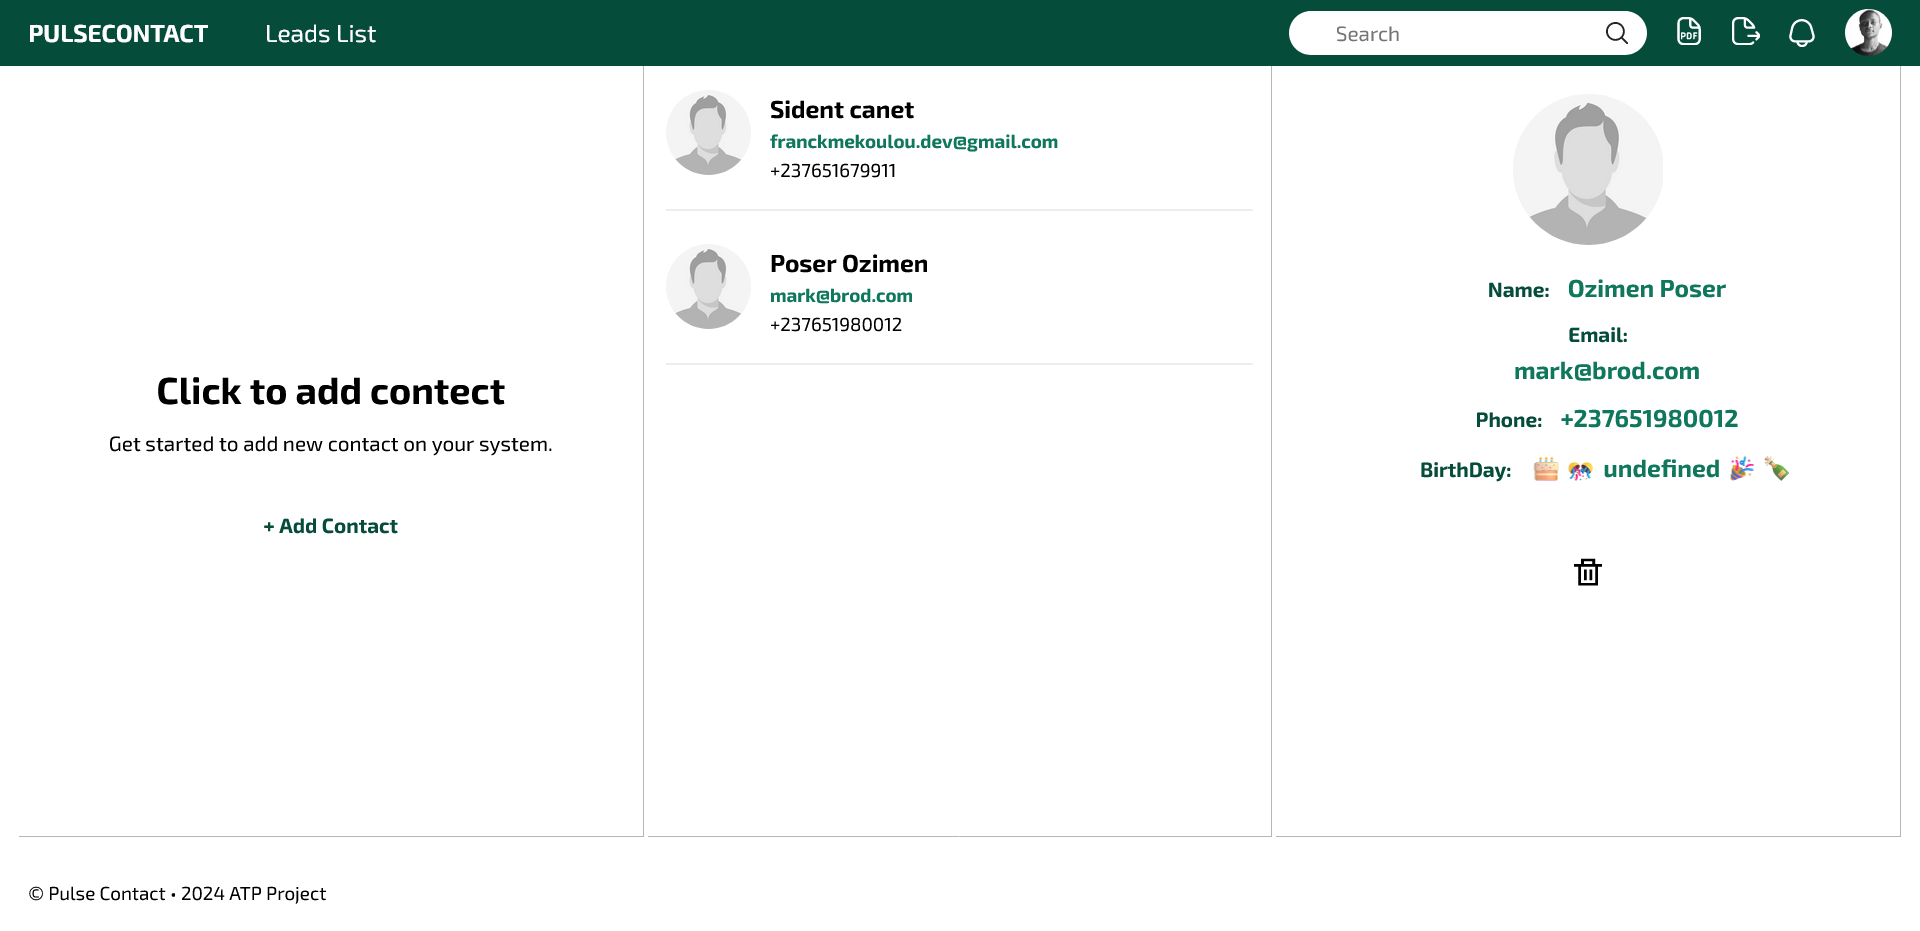 PULSECONTACT
Leads List
Search
PDF
Click to add contect
Get started to add new contact on your system.
+ Add Contact
Sident canet
franckmekoulou.dev@gmail.com
+237651679911
Poser Ozimen
mark@brod.com
+237651980012
Name: Ozimen Poser
Email:
mark@brod.com
Phone: +237651980012
BirthDay: 🎂 🎊 undefined 🎉 🍾
© Pulse Contact • 2024 ATP Project